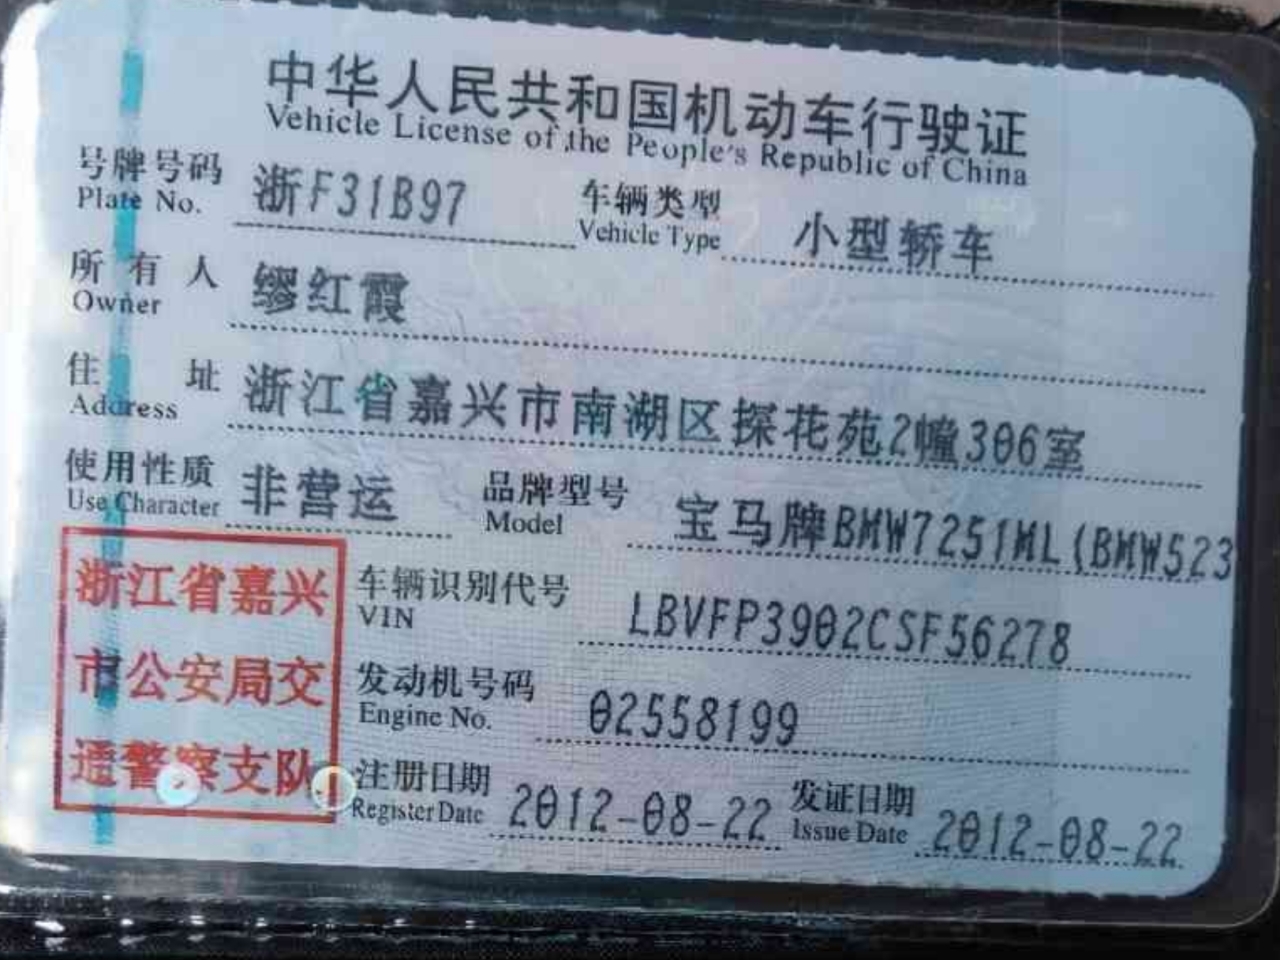 中华人民共和国机动车行驶证
Vehicle License of the People's Republic of China
号牌号码 浙F31B97 车辆类型 小型轿车
Plate No. Vehicle Type
所有人 缪红霞
Owner
住址 浙江省嘉兴市南湖区探花苑2幢306室
Address
使用性质 非营运 品牌型号 宝马牌BMW7251ML(BMW523
Use Character Model
浙江省嘉兴
市公安局交
通警察支队
车辆识别代号 LBVFP3902CSF56278
VIN
发动机号码 02558199
Engine No.
注册日期 2012-08-22 发证日期 2012-08-22
Register Date Issue Date